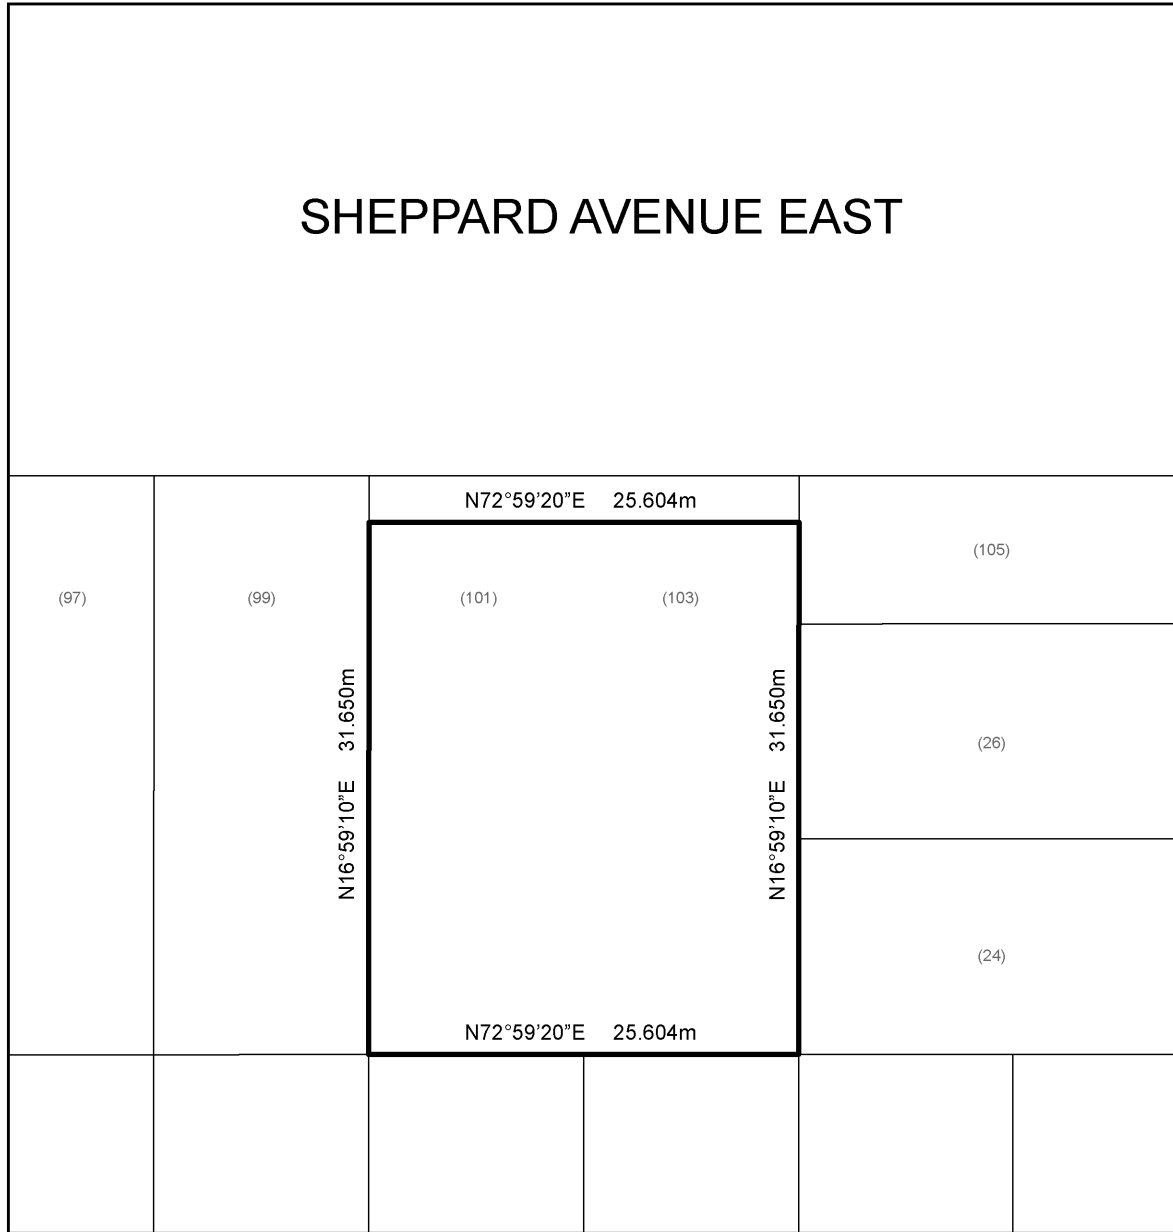 SHEPPARD AVENUE EAST
N72°59’20”E 25.604m
(105)
(97)
(99)
(101)
(103)
N16°59’10”E 31.650m
N16°59’10”E 31.650m
(26)
(24)
N72°59’20”E 25.604m